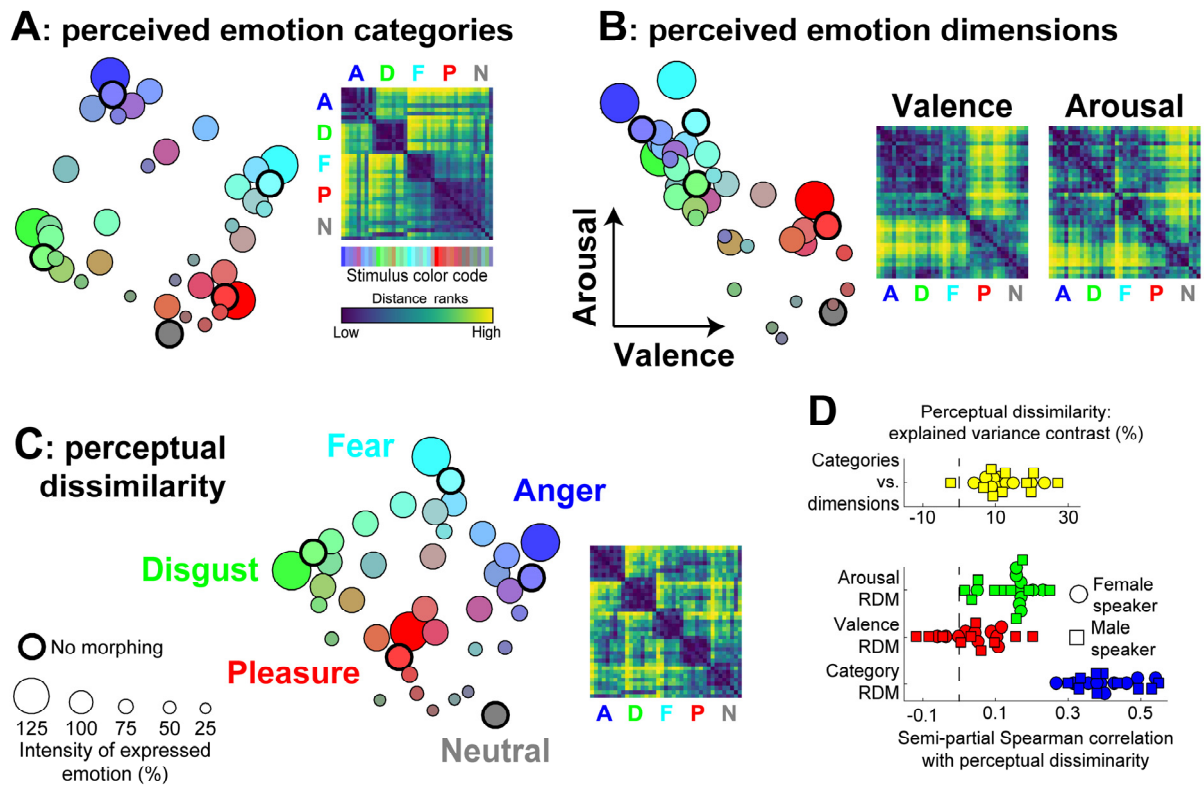 A: perceived emotion categories
A D F P N
A
D
F
P
N
Stimulus color code
Distance ranks
Low High
B: perceived emotion dimensions
Valence Arousal
Arousal
Valence
A D F P N A D F P N
C: perceptual
dissimilarity
Fear
Anger
Disgust
Pleasure
Neutral
No morphing
125 100 75 50 25
Intensity of expressed
emotion (%)
A D F P N
D
Perceptual dissimilarity:
explained variance contrast (%)
Categories
vs.
dimensions
-10 10 30
Arousal
RDM
Valence
RDM
Category
RDM
Female
speaker
Male
speaker
-0.1 0.1 0.3 0.5
Semi-partial Spearman correlation
with perceptual dissiminarity